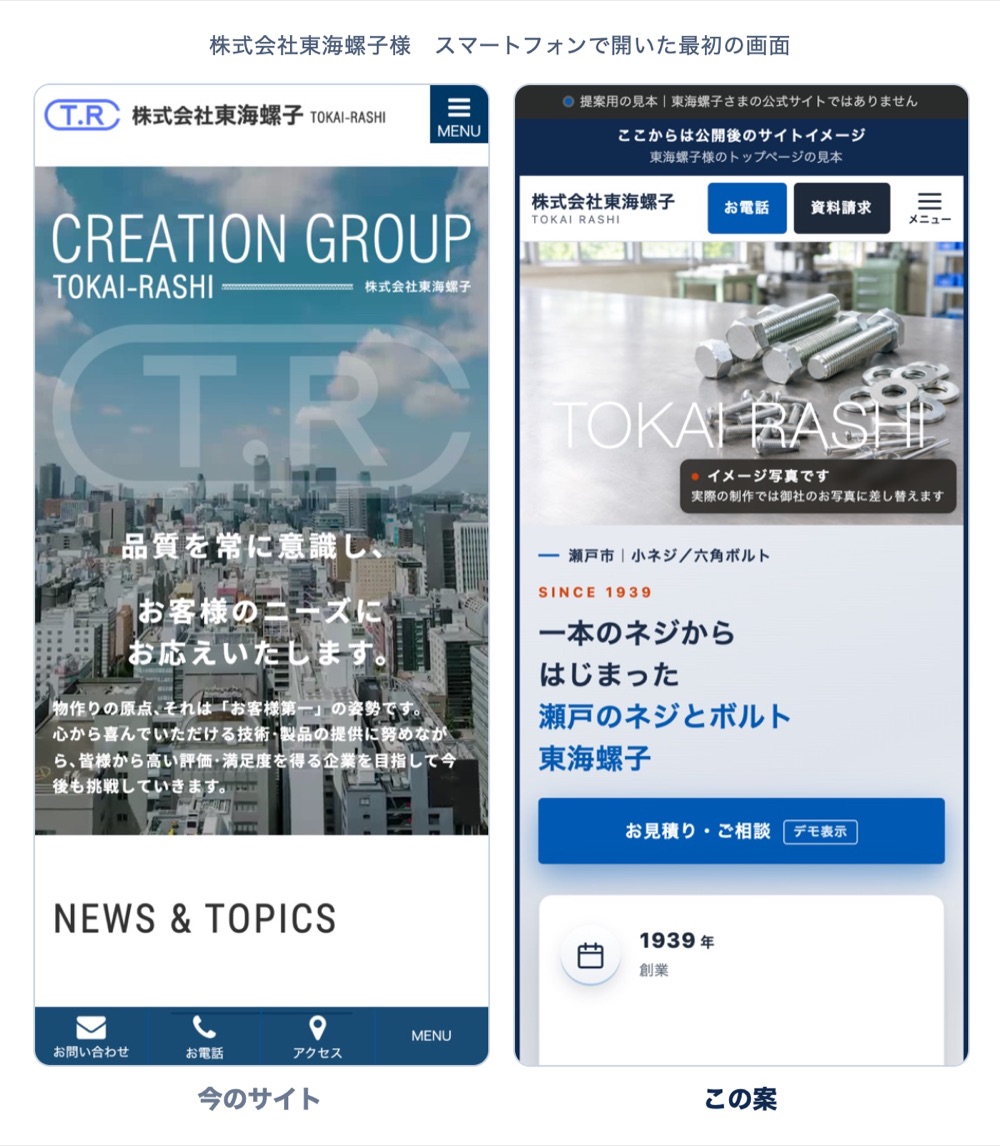 株式会社東海螺子様　スマートフォンで開いた最初の画面
T.R 株式会社東海螺子 TOKAI-RASHI
MENU
CREATION GROUP
TOKAI-RASHI 株式会社東海螺子
T.R
品質を常に意識し、
お客様のニーズに
お応えいたします。
物作りの原点、それは「お客様第一」の姿勢です。
心から喜んでいただける技術・製品の提供に努めなが
ら、皆様から高い評価・満足度を得る企業を目指して今
後も挑戦していきます。
NEWS & TOPICS
お問い合わせ
お電話
アクセス
MENU
今のサイト
提案用の見本｜東海螺子さまの公式サイトではありません
ここからは公開後のサイトイメージ
東海螺子様のトップページの見本
株式会社東海螺子
TOKAI RASHI
お電話
資料請求
メニュー
TOKAI RASHI
イメージ写真です
実際の制作では御社のお写真に差し替えます
瀬戸市｜小ネジ／六角ボルト
SINCE 1939
一本のネジから
はじまった
瀬戸のネジとボルト
東海螺子
お見積り・ご相談 デモ表示
1939 年
創業
この案